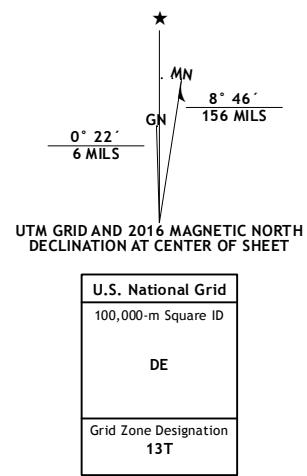 MN
8° 46´
156 MILS
GN
0° 22´
6 MILS
UTM GRID AND 2016 MAGNETIC NORTH
DECLINATION AT CENTER OF SHEET
U.S. National Grid
100,000-m Square ID
DE
Grid Zone Designation
13T